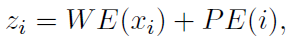 z_i = WE(x_i) + PE(i),